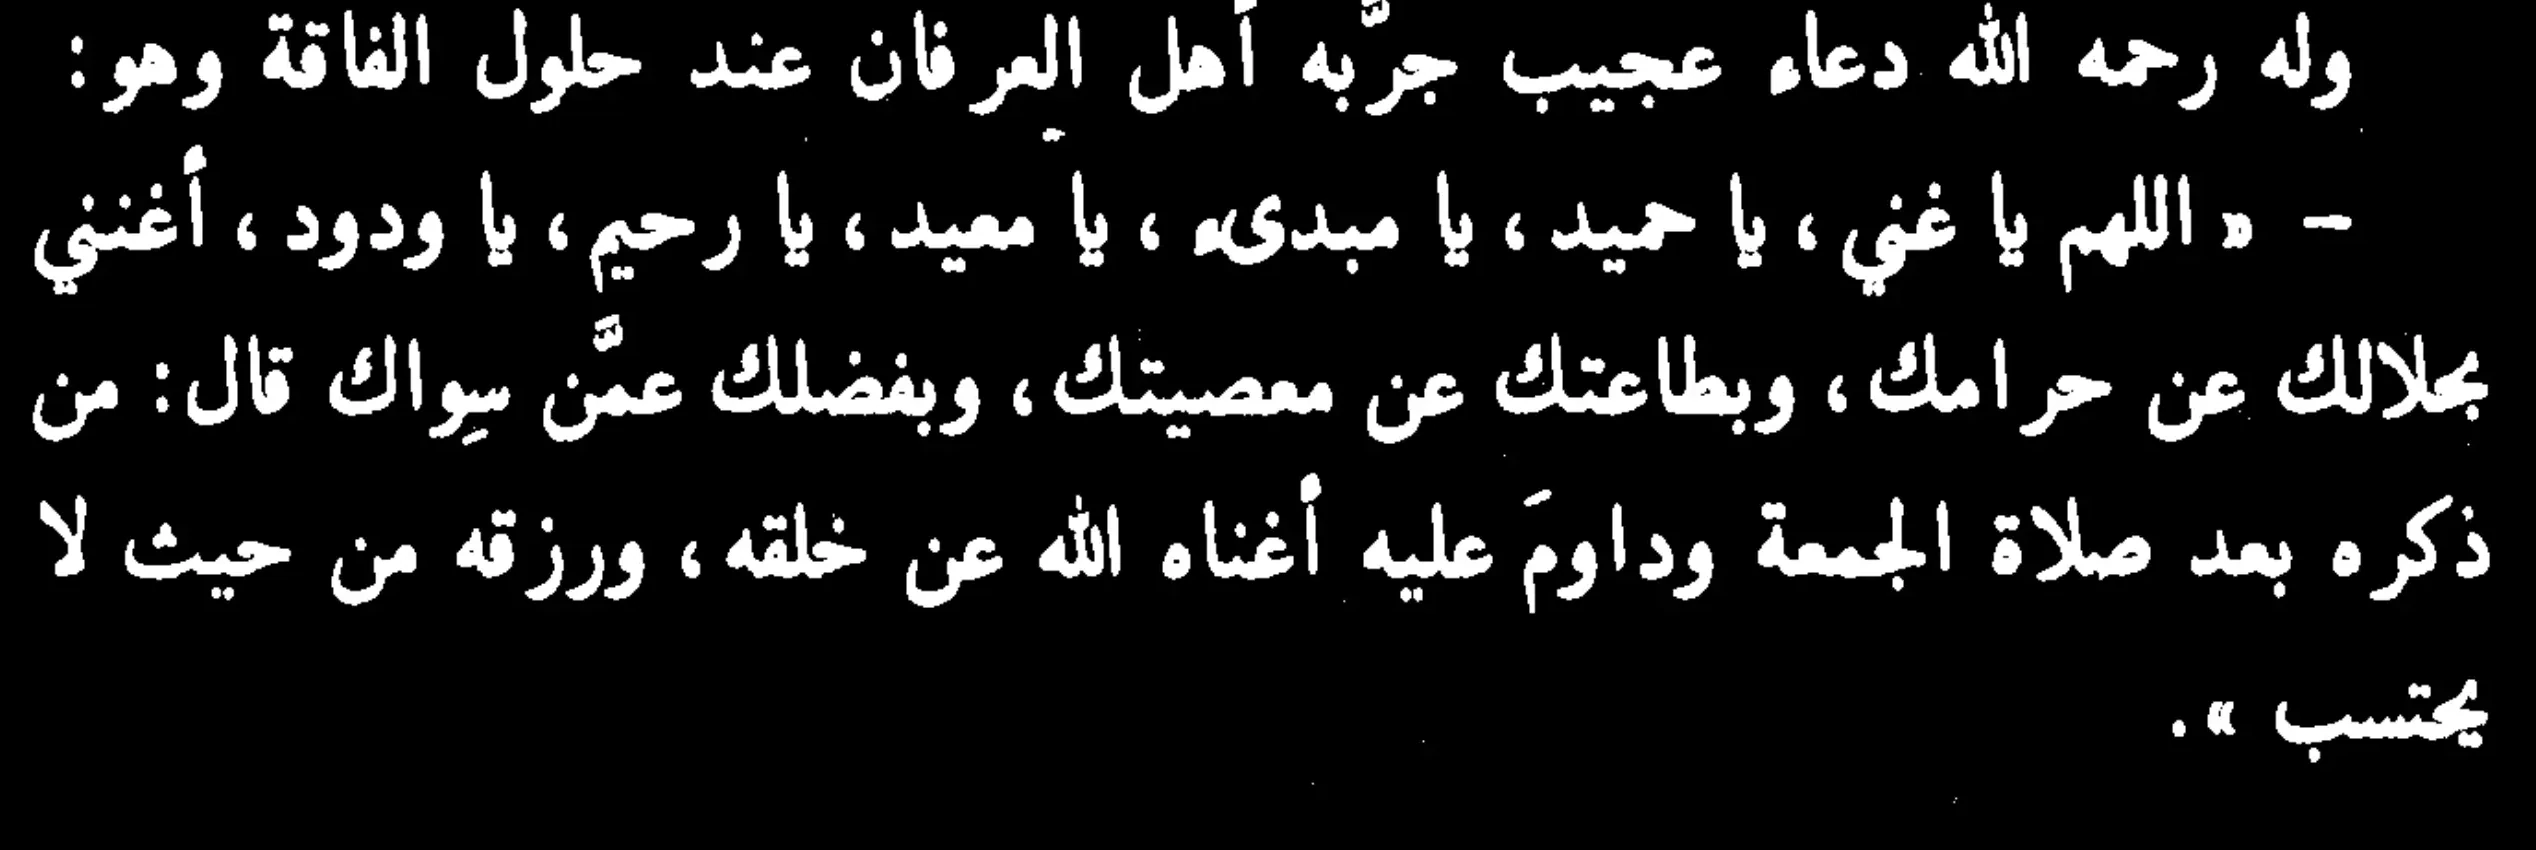 وله رحمه الله دعاء عجيب جرَّبه أهل العِرفان عند حلول الفاقة وهو:
– « اللهم يا غني، يا حميد، يا مبدىء، يا معيد، يا رحيم، يا ودود، أغنني
بحلالك عن حرامك، وبطاعتك عن معصيتك، وبفضلك عمَّن سِواك قال: من
ذكره بعد صلاة الجمعة وداومَ عليه أغناه الله عن خلقه، ورزقه من حيث لا
يحتسب ».